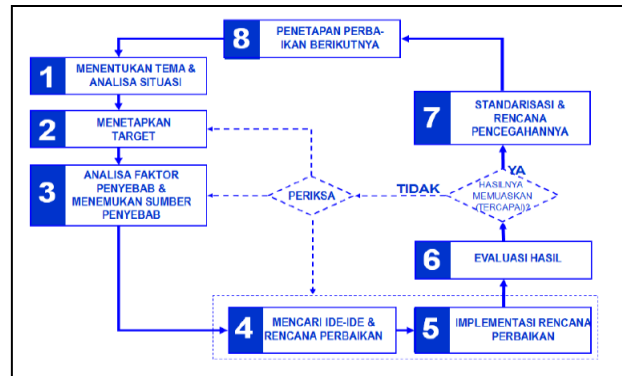 8
PENETAPAN PERBA-
IKAN BERIKUTNYA
1
MENENTUKAN TEMA &
ANALISA SITUASI
2
MENETAPKAN
TARGET
3
ANALISA FAKTOR
PENYEBAB &
MENEMUKAN SUMBER
PENYEBAB
PERIKSA
TIDAK
HASILNYA
MEMUASKAN
(TERCAPAI)?
YA
7
STANDARISASI &
RENCANA
PENCEGAHANNYA
6
EVALUASI HASIL
4
MENCARI IDE-IDE &
RENCANA PERBAIKAN
5
IMPLEMENTASI RENCANA
PERBAIKAN